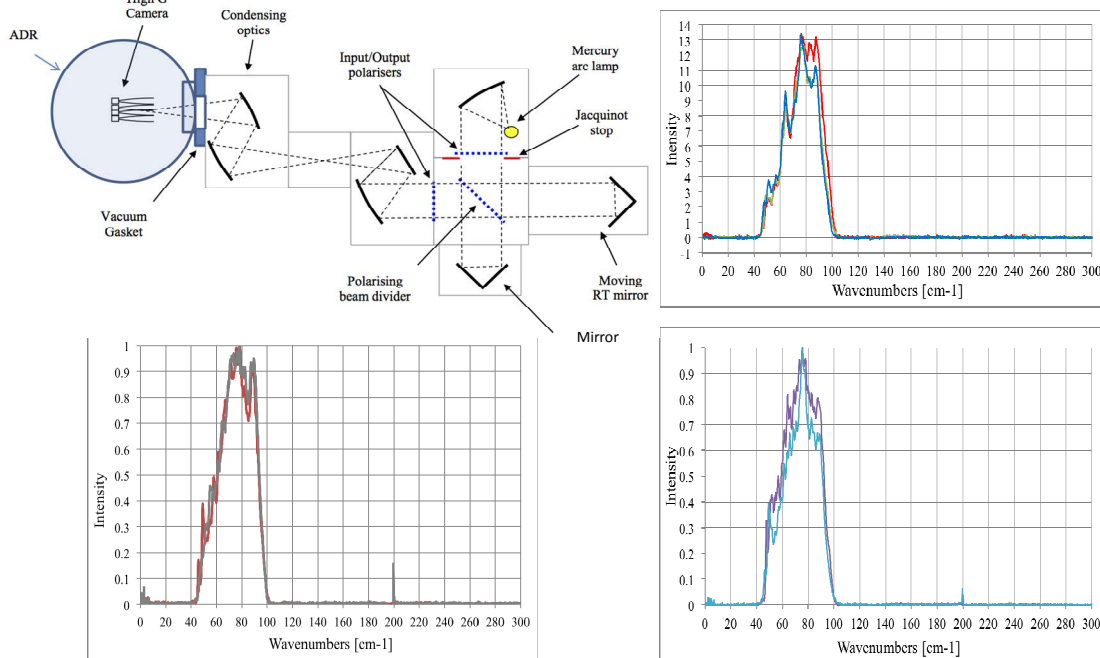 High G
Camera
ADR
Condensing
optics
Input/Output
polarisers
Mercury
arc lamp
Jacquinot
stop
Vacuum
Gasket
Polarising
beam divider
Moving
RT mirror
Mirror
14
13
12
11
10
9
8
7
6
5
4
3
2
1
0
-1
Inensity
0 20 40 60 80 100 120 140 160 180 200 220 240 260 280 300
Wavenumbers [cm-1]
1
0.9
0.8
0.7
0.6
0.5
0.4
0.3
0.2
0.1
0
Intensity
0 20 40 60 80 100 120 140 160 180 200 220 240 260 280 300
Wavenumbers [cm-1]
1
0.9
0.8
0.7
0.6
0.5
0.4
0.3
0.2
0.1
0
Intensity
0 20 40 60 80 100 120 140 160 180 200 220 240 260 280 300
Wavenumbers [cm-1]